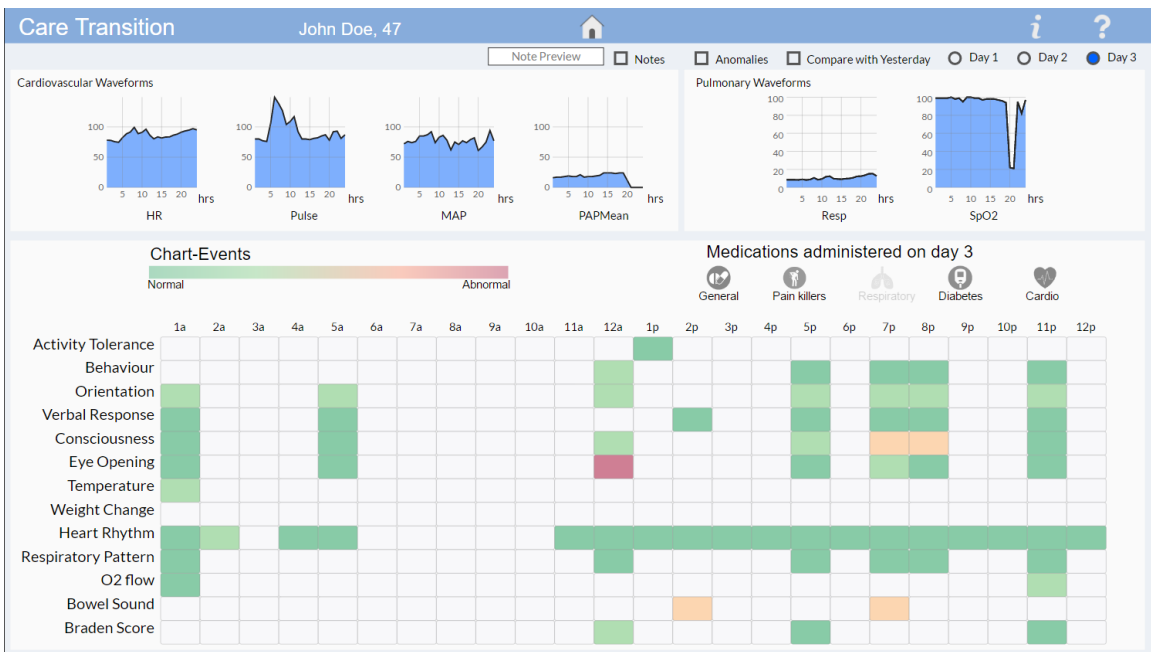 Care Transition John Doe, 47
Note Preview Notes Anomalies Compare with Yesterday Day 1 Day 2 Day 3
Cardiovascular Waveforms
100
50
0
5 10 15 20 hrs
HR
100
50
0
5 10 15 20 hrs
Pulse
100
50
0
5 10 15 20 hrs
MAP
100
50
0
5 10 15 20 hrs
PAPMean
Pulmonary Waveforms
100
80
60
40
20
0
5 10 15 20 hrs
Resp
100
80
60
40
20
0
5 10 15 20 hrs
SpO2
Chart-Events
Normal Abnormal
Medications administered on day 3
General Pain killers Respiratory Diabetes Cardio
1a 2a 3a 4a 5a 6a 7a 8a 9a 10a 11a 12a 1p 2p 3p 4p 5p 6p 7p 8p 9p 10p 11p 12p
Activity Tolerance
Behaviour
Orientation
Verbal Response
Consciousness
Eye Opening
Temperature
Weight Change
Heart Rhythm
Respiratory Pattern
O2 flow
Bowel Sound
Braden Score